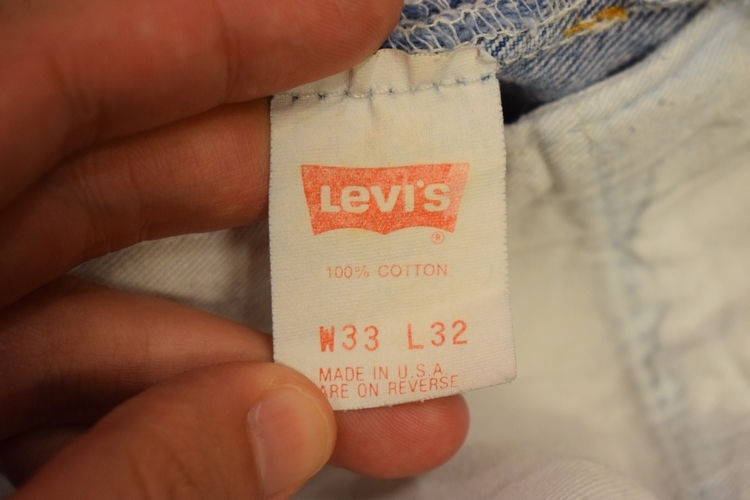 Levi's
®
100% COTTON
W33 L32
MADE IN U.S.A.
ARE ON REVERSE